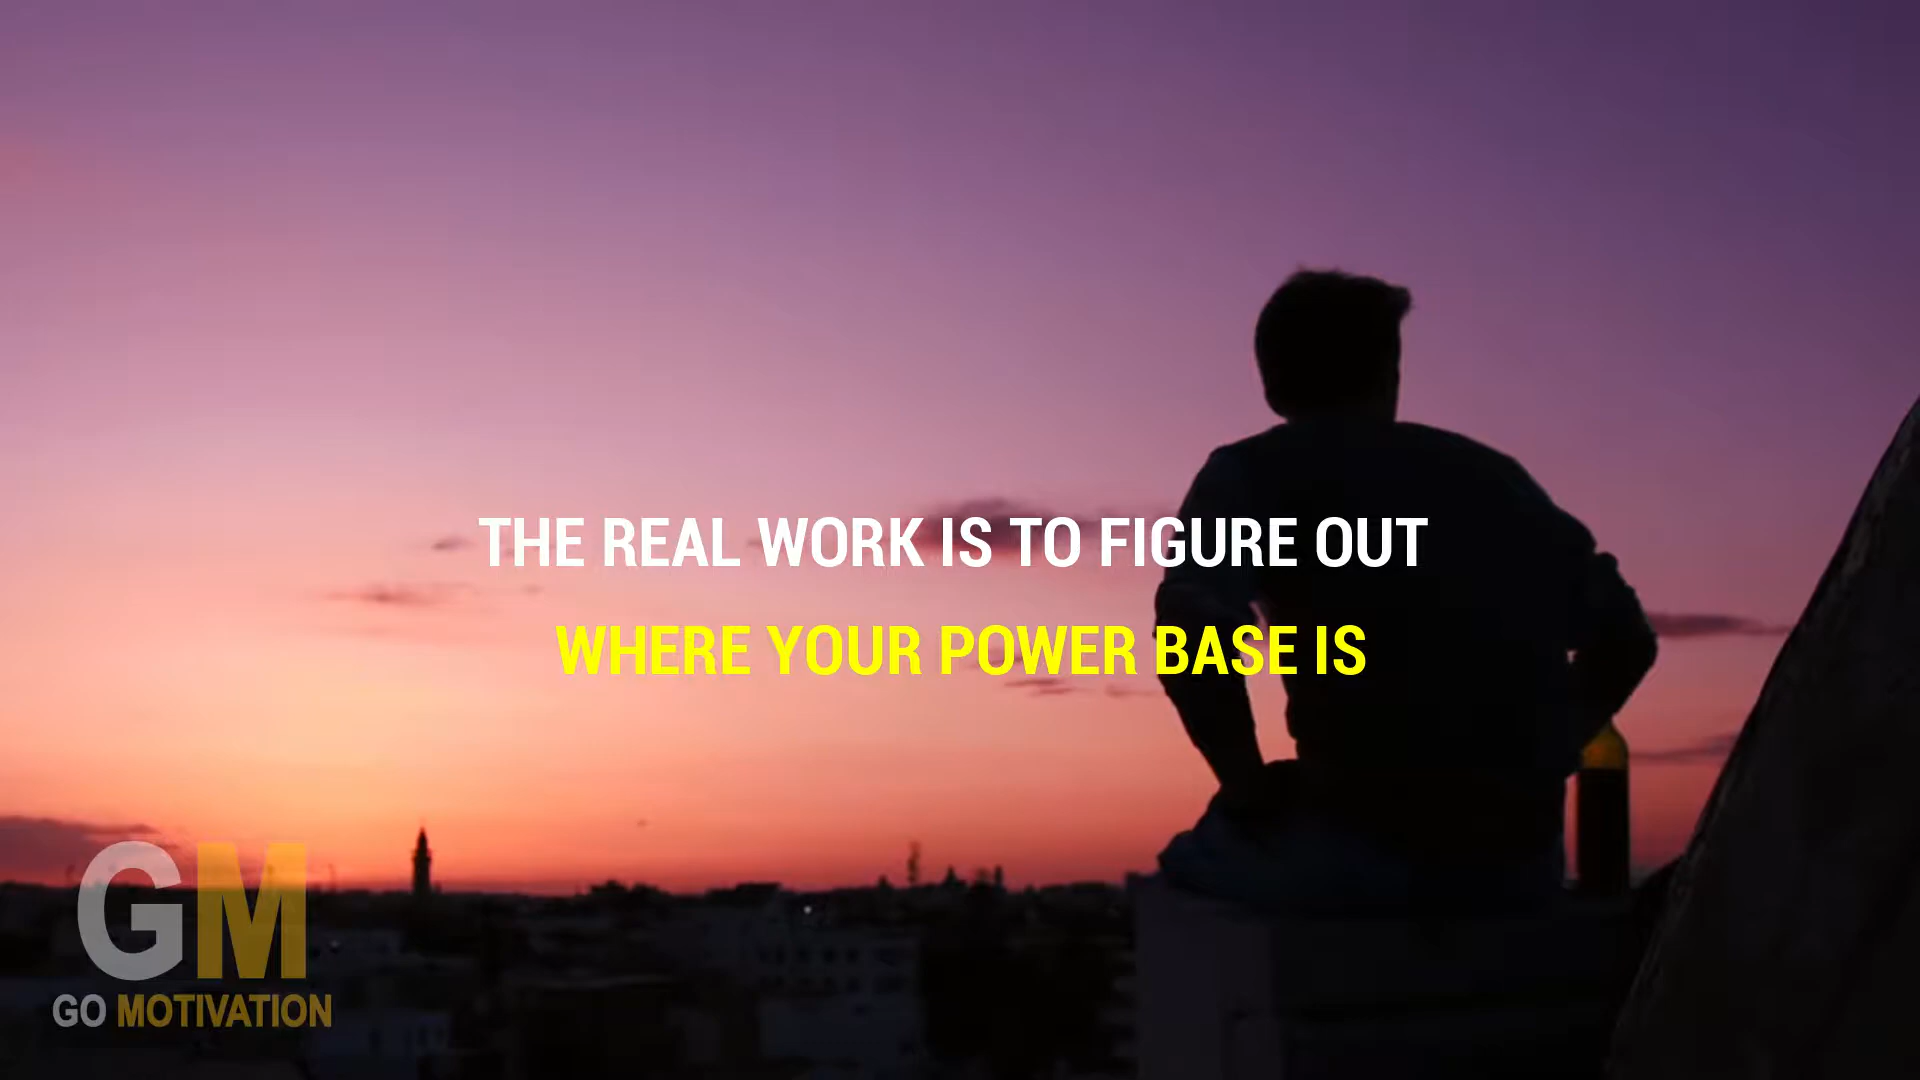 THE REAL WORK IS TO FIGURE OUT
WHERE YOUR POWER BASE IS
GM
GO MOTIVATION